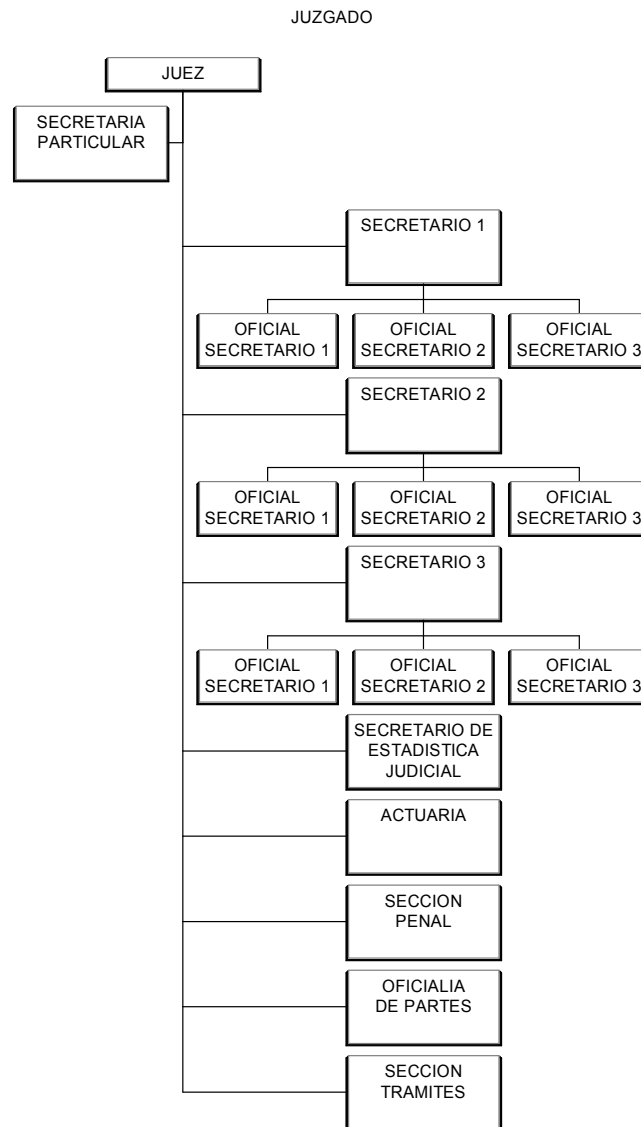 JUZGADO
JUEZ
SECRETARIA
PARTICULAR
SECRETARIO 1
OFICIAL
SECRETARIO 1
OFICIAL
SECRETARIO 2
OFICIAL
SECRETARIO 3
SECRETARIO 2
OFICIAL
SECRETARIO 1
OFICIAL
SECRETARIO 2
OFICIAL
SECRETARIO 3
SECRETARIO 3
OFICIAL
SECRETARIO 1
OFICIAL
SECRETARIO 2
OFICIAL
SECRETARIO 3
SECRETARIO DE
ESTADISTICA
JUDICIAL
ACTUARIA
SECCION
PENAL
OFICIALIA
DE PARTES
SECCION
TRAMITES